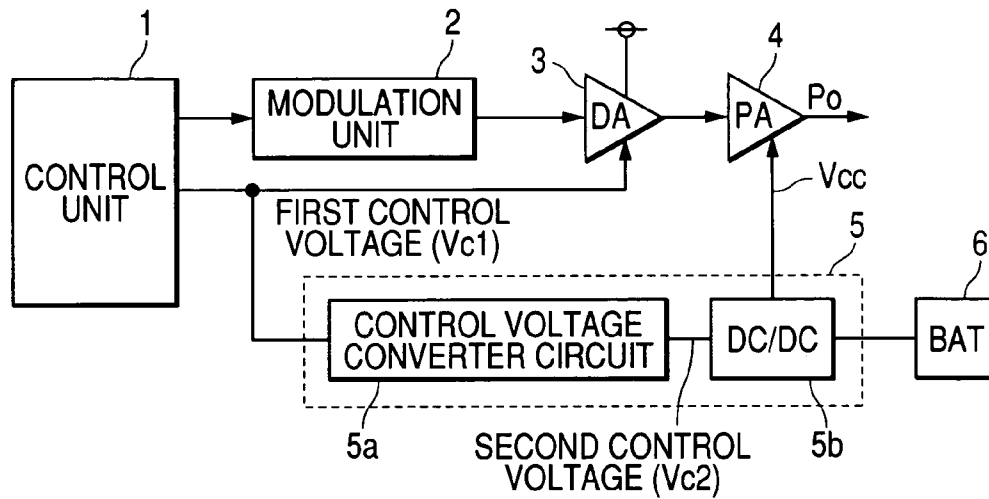 1
2
3
4
CONTROL
UNIT
MODULATION
UNIT
DA
PA
Po
Vcc
FIRST CONTROL
VOLTAGE (Vc1)
5
6
CONTROL VOLTAGE
CONVERTER CIRCUIT
DC/DC
BAT
5a
SECOND CONTROL
VOLTAGE (Vc2)
5b